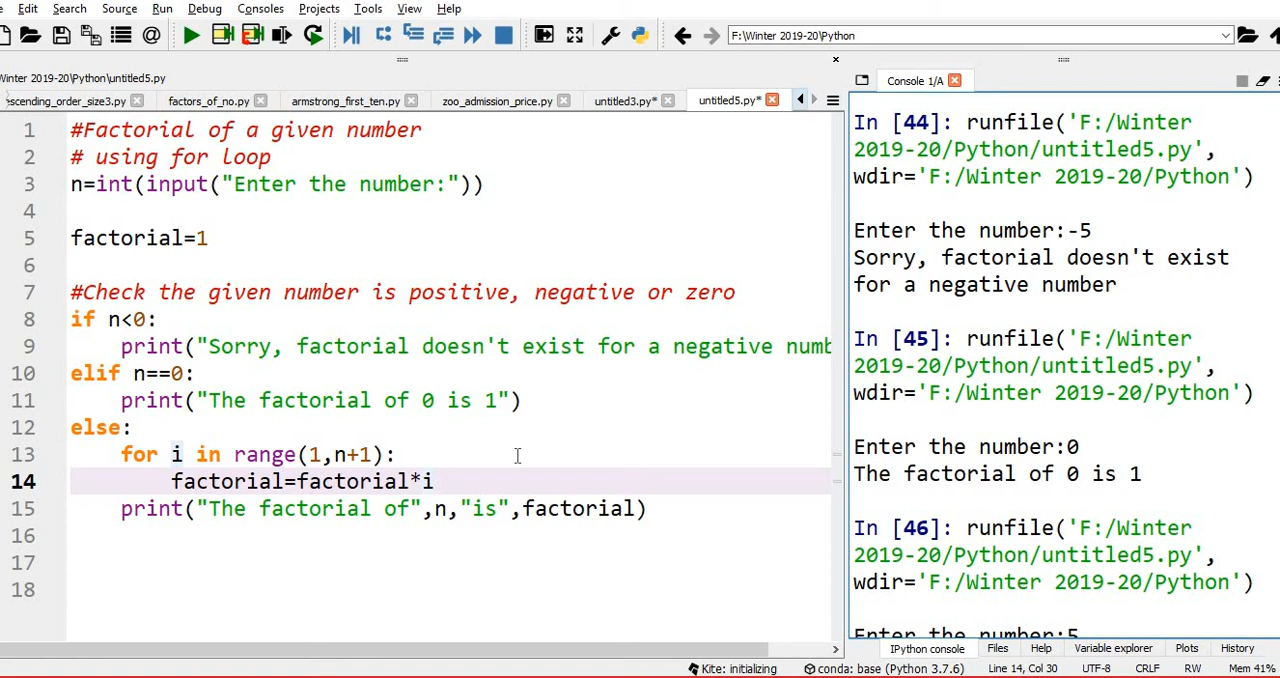 Edit Search Source Run Debug Consoles Projects Tools View Help
F:\Winter 2019-20\Python
Winter 2019-20\Python\untitled5.py
escending_order_size3.py factors_of_no.py armstrong_first_ten.py zoo_admission_price.py untitled3.py* untitled5.py*
1 #Factorial of a given number
2 # using for loop
3 n=int(input("Enter the number:"))
4
5 factorial=1
6
7 #Check the given number is positive, negative or zero
8 if n<0:
9 print("Sorry, factorial doesn't exist for a negative numb
10 elif n==0:
11 print("The factorial of 0 is 1")
12 else:
13 for i in range(1,n+1):
14 factorial=factorial*i
15 print("The factorial of",n,"is",factorial)
16
17
18
Console 1/A
In [44]: runfile('F:/Winter
2019-20/Python/untitled5.py',
wdir='F:/Winter 2019-20/Python')
Enter the number:-5
Sorry, factorial doesn't exist
for a negative number
In [45]: runfile('F:/Winter
2019-20/Python/untitled5.py',
wdir='F:/Winter 2019-20/Python')
Enter the number:0
The factorial of 0 is 1
In [46]: runfile('F:/Winter
2019-20/Python/untitled5.py',
wdir='F:/Winter 2019-20/Python')
Enter the number:5
IPython console Files Help Variable explorer Plots History
Kite: initializing conda: base (Python 3.7.6) Line 14, Col 30 UTF-8 CRLF RW Mem 41%